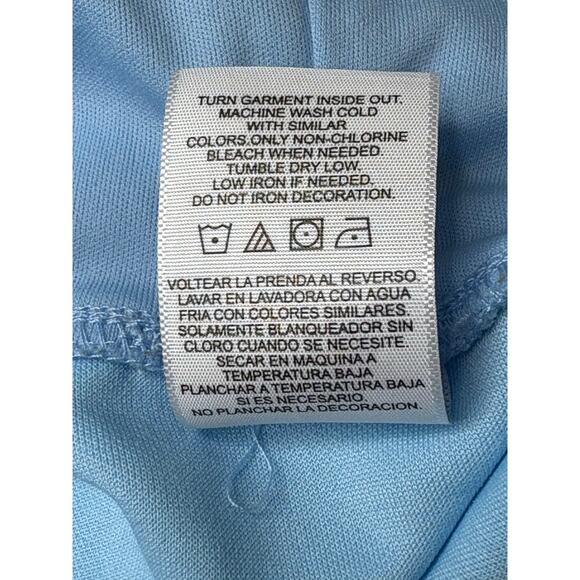 TURN GARMENT INSIDE OUT.
MACHINE WASH COLD
WITH SIMILAR
COLORS.ONLY NON-CHLORINE
BLEACH WHEN NEEDED.
TUMBLE DRY LOW.
LOW IRON IF NEEDED.
DO NOT IRON DECORATION.
VOLTEAR LA PRENDA AL REVERSO.
LAVAR EN LAVADORA CON AGUA
FRIA CON COLORES SIMILARES.
SOLAMENTE BLANQUEADOR SIN
CLORO CUANDO SE NECESITE.
SECAR EN MAQUINA A
TEMPERATURA BAJA
PLANCHAR A TEMPERATURA BAJA
SI ES NECESARIO.
NO PLANCHAR LA DECORACION.